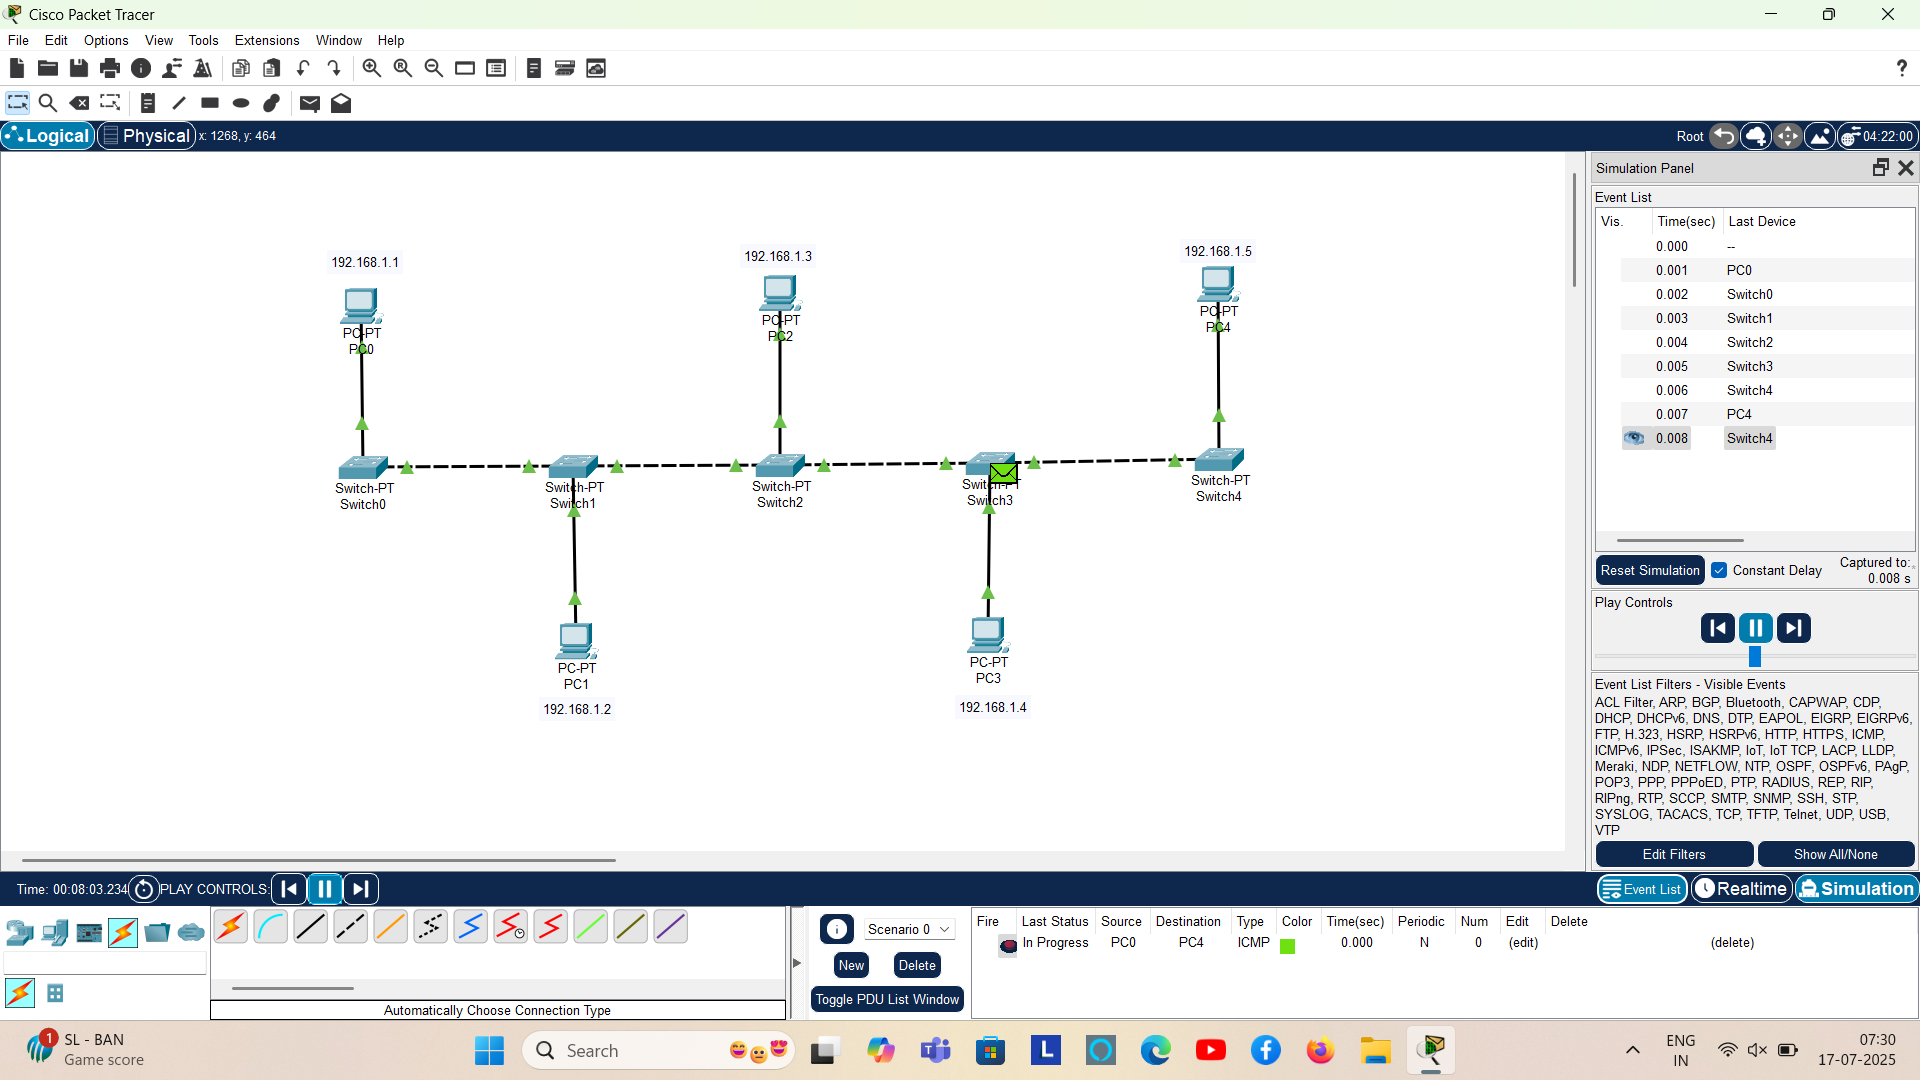 Cisco Packet Tracer
File Edit Options View Tools Extensions Window Help
?
Logical Physical x: 1268, y: 464
Root 04:22:00
192.168.1.1
192.168.1.3
192.168.1.5
PC-PT
PC0
PC-PT
PC2
PC-PT
PC4
Switch-PT
Switch0
Switch-PT
Switch1
Switch-PT
Switch2
Switch-PT
Switch3
Switch-PT
Switch4
PC-PT
PC1
192.168.1.2
PC-PT
PC3
192.168.1.4
Simulation Panel
Event List
Vis. Time(sec) Last Device
0.000 --
0.001 PC0
0.002 Switch0
0.003 Switch1
0.004 Switch2
0.005 Switch3
0.006 Switch4
0.007 PC4
0.008 Switch4
Reset Simulation Constant Delay Captured to:
0.008 s
Play Controls
Event List Filters - Visible Events
ACL Filter, ARP, BGP, Bluetooth, CAPWAP, CDP,
DHCP, DHCPv6, DNS, DTP, EAPOL, EIGRP, EIGRPv6,
FTP, H.323, HSRP, HSRPv6, HTTP, HTTPS, ICMP,
ICMPv6, IPSec, ISAKMP, IoT, IoT TCP, LACP, LLDP,
Meraki, NDP, NETFLOW, NTP, OSPF, OSPFv6, PAgP,
POP3, PPP, PPPoED, PTP, RADIUS, REP, RIP,
RIPng, RTP, SCCP, SMTP, SNMP, SSH, STP,
SYSLOG, TACACS, TCP, TFTP, Telnet, UDP, USB,
VTP
Edit Filters Show All/None
Time: 00:08:03.234 PLAY CONTROLS:
Event List Realtime Simulation
Automatically Choose Connection Type
Scenario 0
New Delete
Toggle PDU List Window
Fire Last Status Source Destination Type Color Time(sec) Periodic Num Edit Delete
In Progress PC0 PC4 ICMP 0.000 N 0 (edit) (delete)
1
SL - BAN
Game score
Search
L
ENG
IN
07:30
17-07-2025